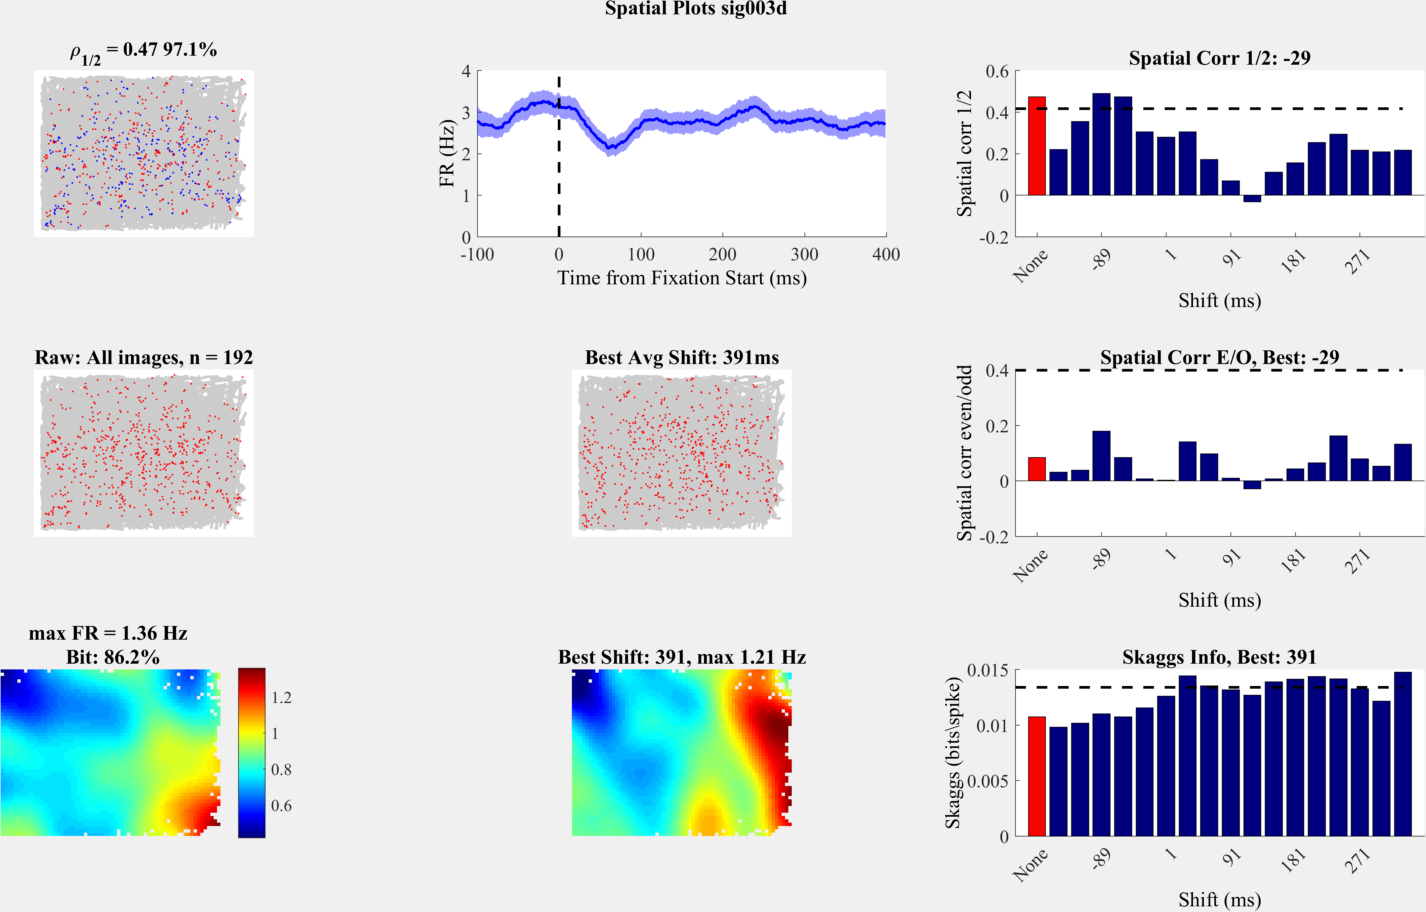 Spatial Plots sig003d
ρ1/2 = 0.47 97.1%
4
3
2
1
0
FR (Hz)
-100
0
100
200
300
400
Time from Fixation Start (ms)
Spatial Corr 1/2: -29
0.6
0.4
0.2
0
-0.2
Spatial corr 1/2
None
-89
1
91
181
271
Shift (ms)
Raw: All images, n = 192
Best Avg Shift: 391ms
Spatial Corr E/O, Best: -29
0.4
0.2
0
-0.2
Spatial corr even/odd
None
-89
1
91
181
271
Shift (ms)
max FR = 1.36 Hz
Bit: 86.2%
1.2
1
0.8
0.6
Best Shift: 391, max 1.21 Hz
Skaggs Info, Best: 391
0.015
0.01
0.005
0
Skaggs (bits\spike)
None
-89
1
91
181
271
Shift (ms)